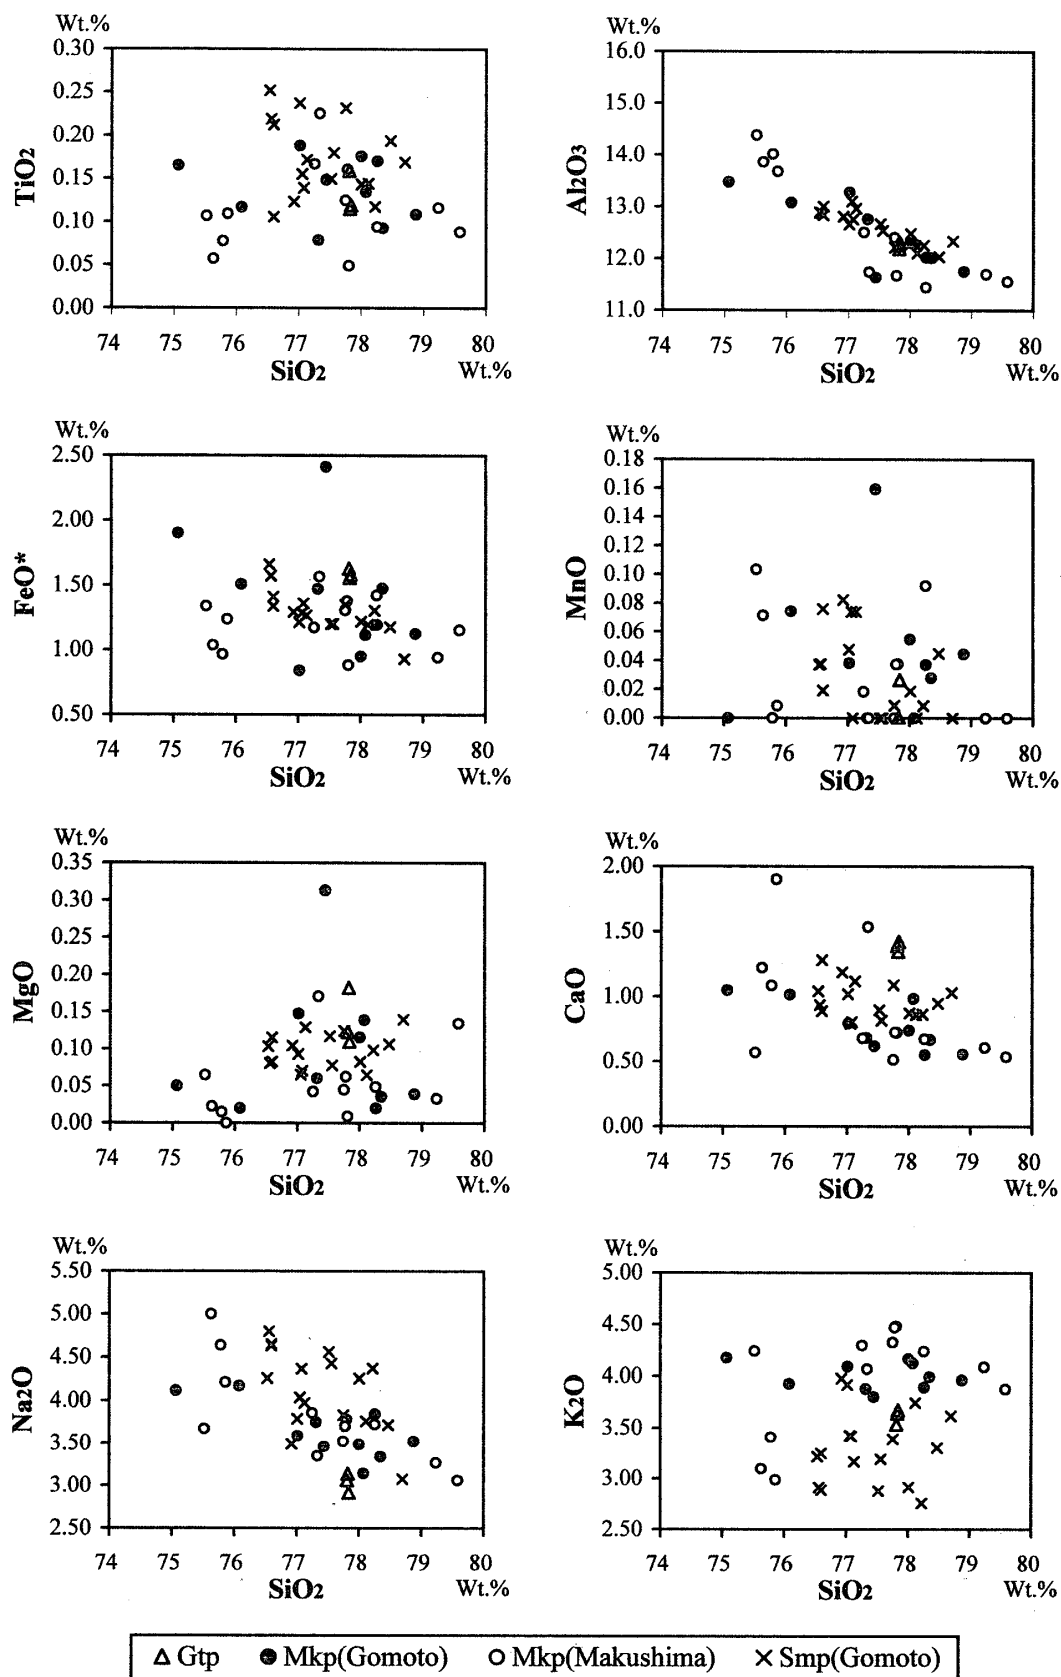 Wt.%
0.30
0.25
0.20
0.15
0.10
0.05
0.00
TiO2
74 75 76 77 78 79 80
SiO2 Wt.%
Wt.%
16.0
15.0
14.0
13.0
12.0
11.0
Al2O3
74 75 76 77 78 79 80
SiO2 Wt.%
Wt.%
2.50
2.00
1.50
1.00
0.50
FeO*
74 75 76 77 78 79 80
SiO2 Wt.%
Wt.%
0.18
0.16
0.14
0.12
0.10
0.08
0.06
0.04
0.02
0.00
MnO
74 75 76 77 78 79 80
SiO2 Wt.%
Wt.%
0.35
0.30
0.25
0.20
0.15
0.10
0.05
0.00
MgO
74 75 76 77 78 79 80
SiO2 Wt.%
Wt.%
2.00
1.50
1.00
0.50
0.00
CaO
74 75 76 77 78 79 80
SiO2 Wt.%
Wt.%
5.50
5.00
4.50
4.00
3.50
3.00
2.50
Na2O
74 75 76 77 78 79 80
SiO2 Wt.%
Wt.%
5.00
4.50
4.00
3.50
3.00
2.50
K2O
74 75 76 77 78 79 80
SiO2 Wt.%
Gtp Mkp(Gomoto) Mkp(Makushima) Smp(Gomoto)